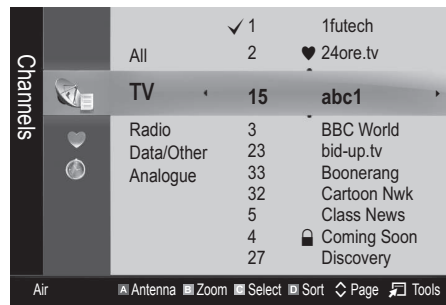 Channels
✓ 1 1futech
All 2 ♥ 24ore.tv
TV 15 abc1
Radio 3 BBC World
Data/Other 23 bid-up.tv
Analogue 33 Boonerang
32 Cartoon Nwk
5 Class News
4 Coming Soon
27 Discovery
Air A Antenna B Zoom C Select D Sort Page Tools